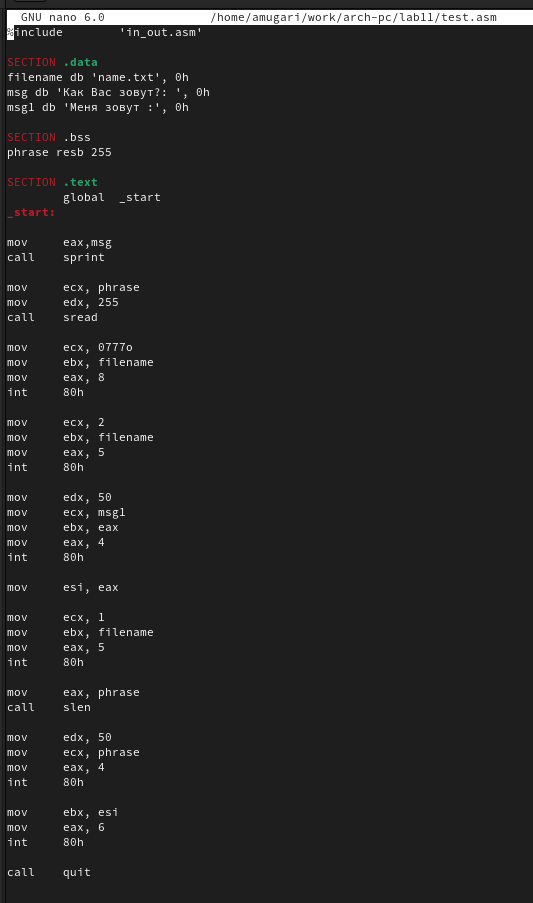 GNU nano 6.0 /home/amugari/work/arch-pc/lab11/test.asm
%include 'in_out.asm'
SECTION .data
filename db 'name.txt', 0h
msg db 'Как Вас зовут?: ', 0h
msg1 db 'Меня зовут :', 0h
SECTION .bss
phrase resb 255
SECTION .text
global _start
_start:
mov eax,msg
call sprint
mov ecx, phrase
mov edx, 255
call sread
mov ecx, 0777o
mov ebx, filename
mov eax, 8
int 80h
mov ecx, 2
mov ebx, filename
mov eax, 5
int 80h
mov edx, 50
mov ecx, msg1
mov ebx, eax
mov eax, 4
int 80h
mov esi, eax
mov ecx, 1
mov ebx, filename
mov eax, 5
int 80h
mov eax, phrase
call slen
mov edx, 50
mov ecx, phrase
mov eax, 4
int 80h
mov ebx, esi
mov eax, 6
int 80h
call quit